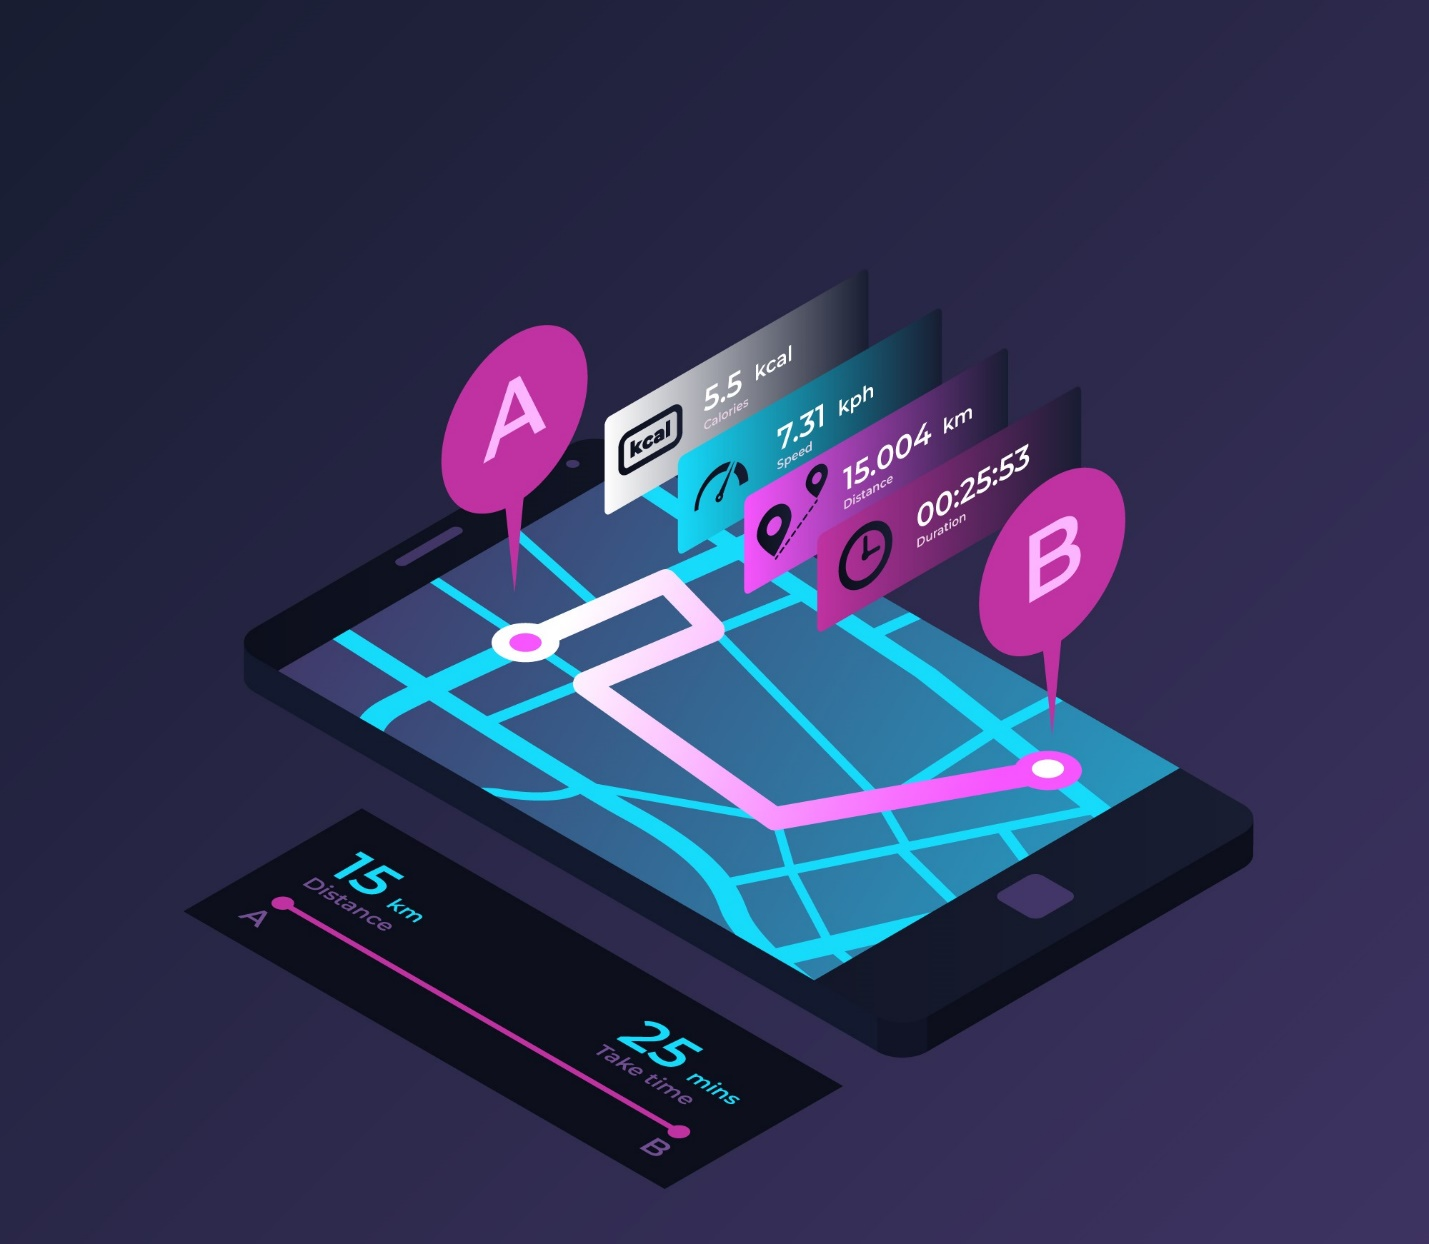 A
kcal
5.5 kcal
Calories
7.31 kph
Speed
15.004 km
Distance
00:25:53
Duration
B
15 km
Distance
A
25 mins
Take time
B